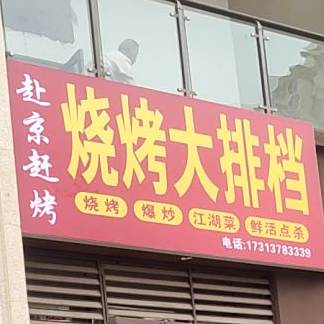 赴京赶烤
烧烤大排档
烧烤 爆炒 江湖菜 鲜活点杀
电话:17313783339